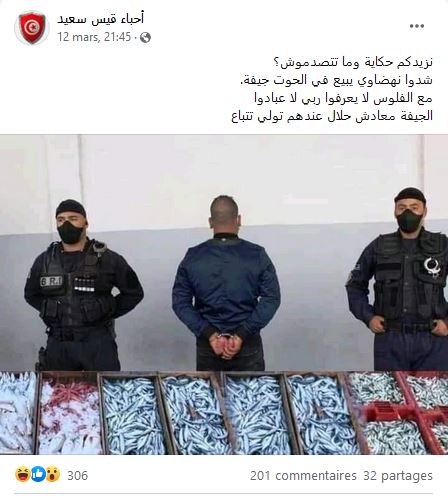 أحباء قيس سعيد
12 mars, 21:45
نزيدكم حكاية وما تتصدموش؟
شدوا نهضاوي يبيع في الحوت جيفة.
مع الفلوس لا يعرفوا ربي لا عبادوا
الجيفة معادش حلال عندهم تولي تتباع
306
201 commentaires 32 partages